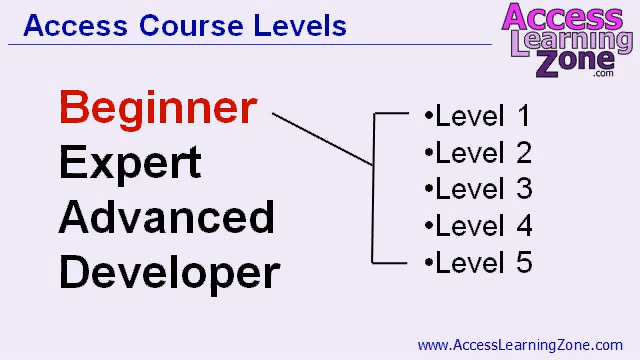 Access Course Levels
Access
Learning
Zone
.com
Beginner
Expert
Advanced
Developer
•Level 1
•Level 2
•Level 3
•Level 4
•Level 5
www.AccessLearningZone.com